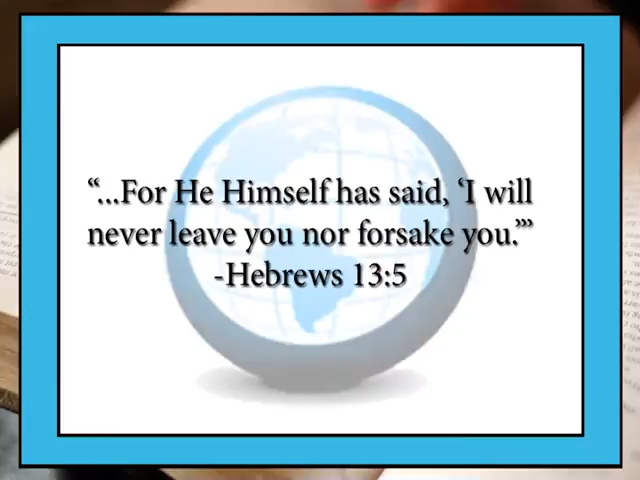 “...For He Himself has said, ‘I will
never leave you nor forsake you.’”
-Hebrews 13:5